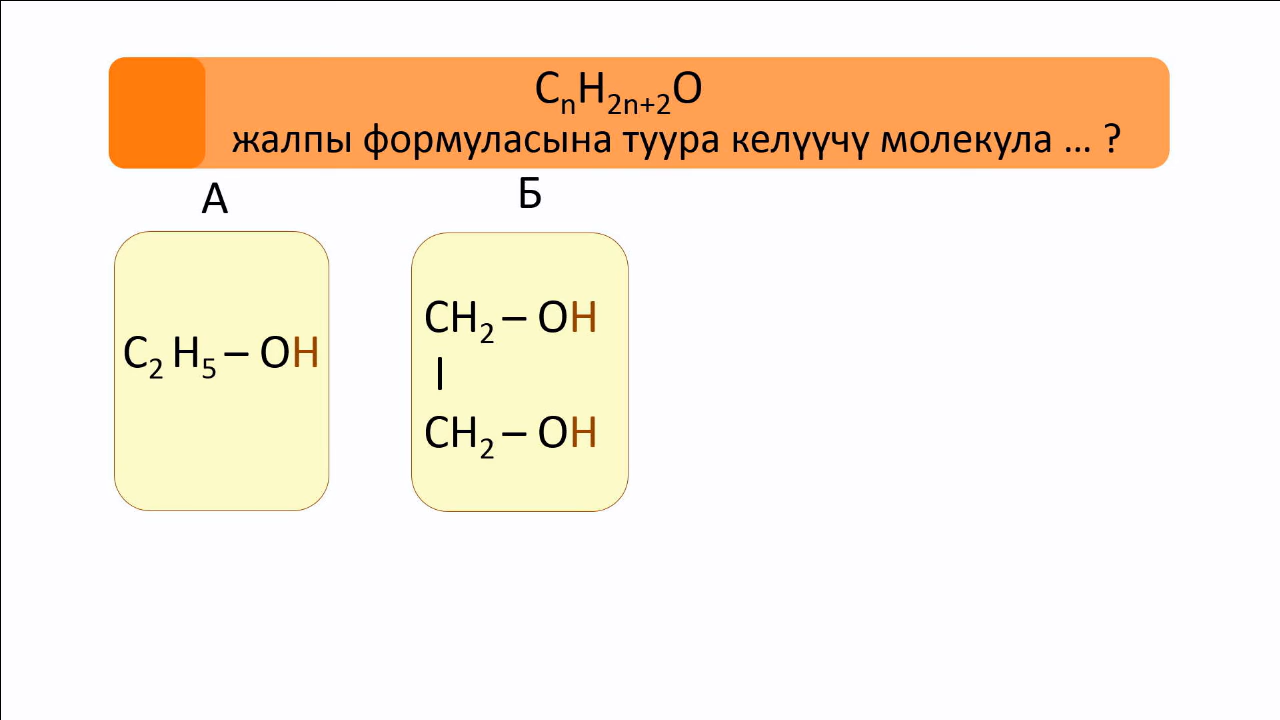 CₙH₂ₙ₊₂O
жалпы формуласына туура келүүчү молекула ... ?
А
Б
C₂ H₅ – OH
CH₂ – OH
I
CH₂ – OH